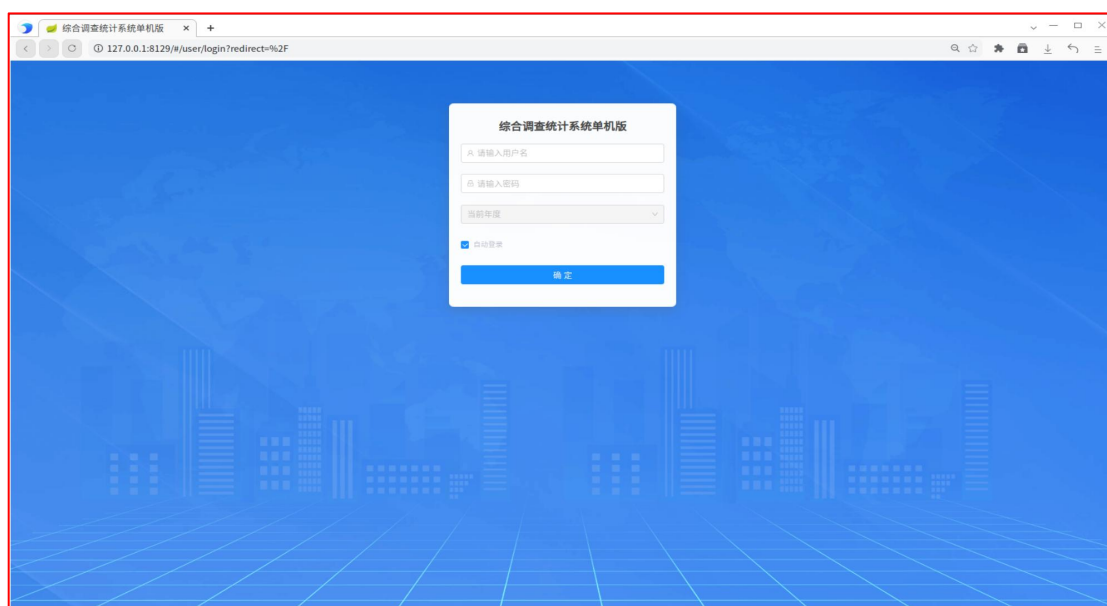 综合调查统计系统单机版
127.0.0.1:8129/#/user/login?redirect=%2F
综合调查统计系统单机版
请输入用户名
请输入密码
当前年度
自动登录
确 定